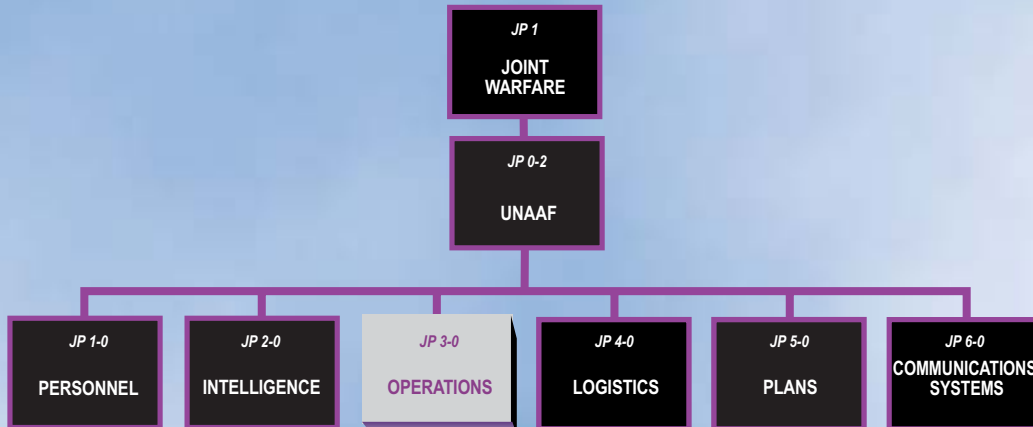 JP 1
JOINT
WARFARE
JP 0-2
UNAAF
JP 1-0
PERSONNEL
JP 2-0
INTELLIGENCE
JP 3-0
OPERATIONS
JP 4-0
LOGISTICS
JP 5-0
PLANS
JP 6-0
COMMUNICATIONS
SYSTEMS